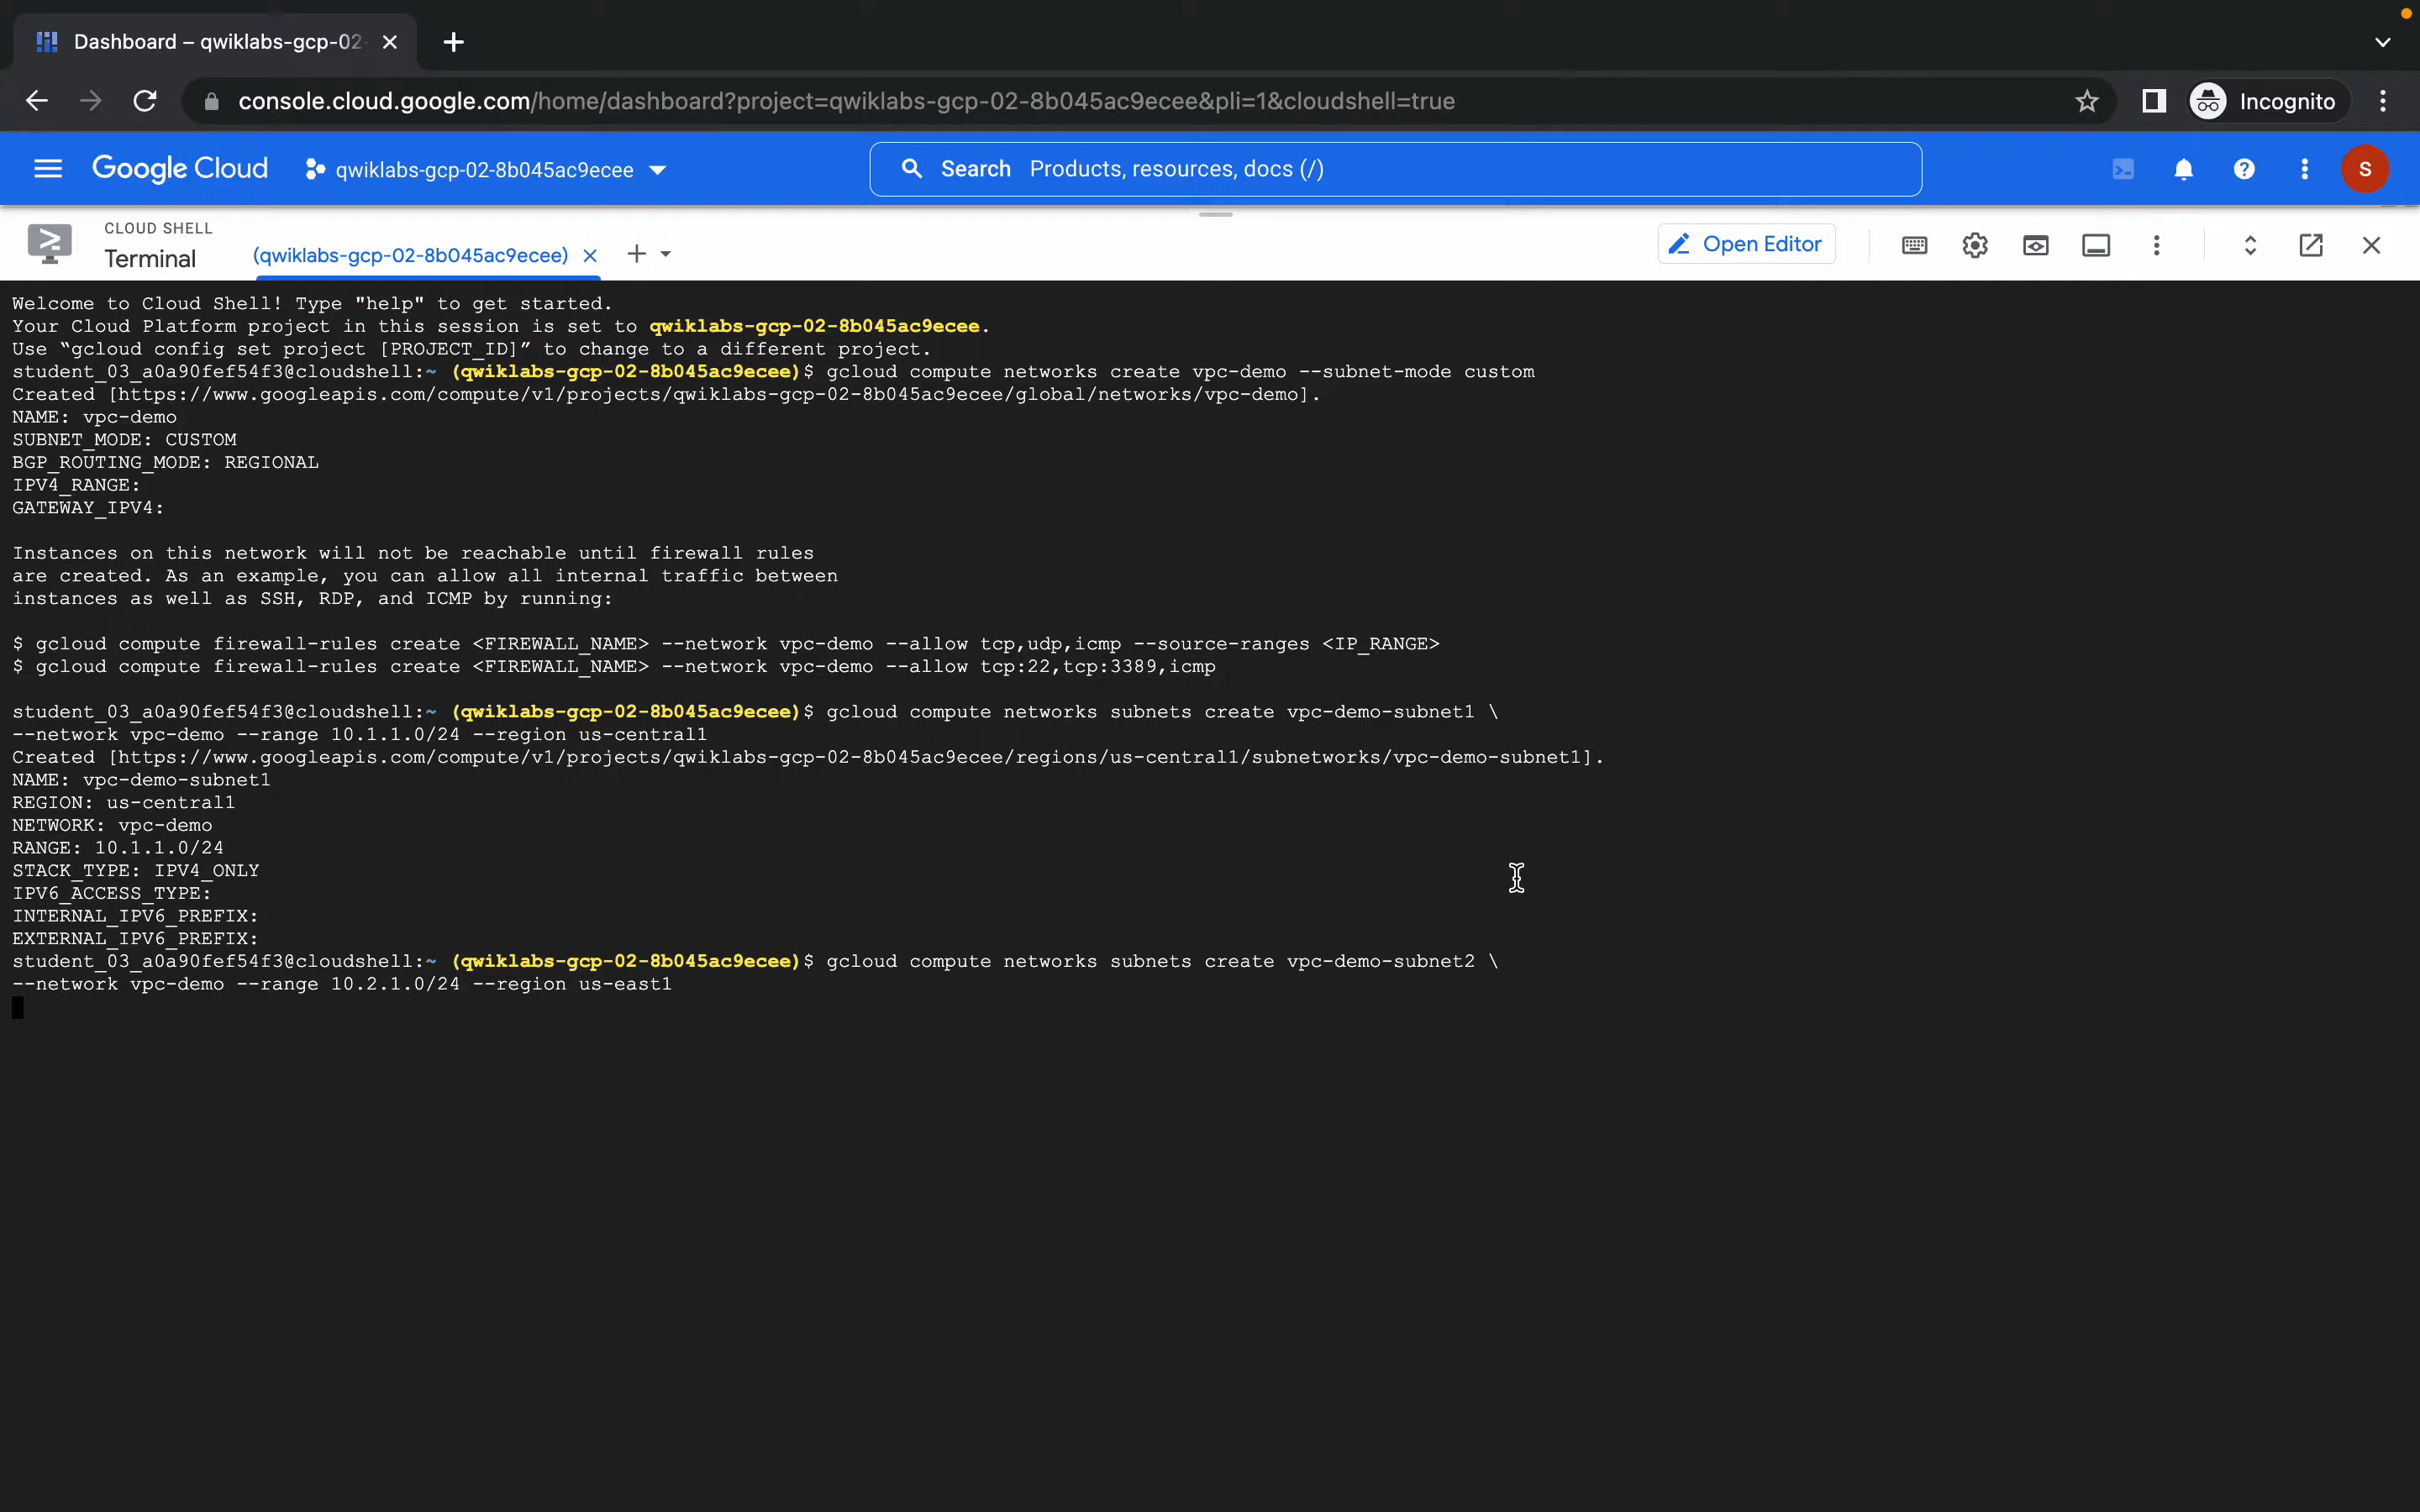 Dashboard – qwiklabs-gcp-02-
console.cloud.google.com/home/dashboard?project=qwiklabs-gcp-02-8b045ac9ecee&pli=1&cloudshell=true
Incognito
Google Cloud
qwiklabs-gcp-02-8b045ac9ecee
Search Products, resources, docs (/)
S
CLOUD SHELL
Terminal
(qwiklabs-gcp-02-8b045ac9ecee)
Open Editor
Welcome to Cloud Shell! Type "help" to get started.
Your Cloud Platform project in this session is set to qwiklabs-gcp-02-8b045ac9ecee.
Use “gcloud config set project [PROJECT_ID]” to change to a different project.
student_03_a0a90fef54f3@cloudshell:~ (qwiklabs-gcp-02-8b045ac9ecee)$ gcloud compute networks create vpc-demo --subnet-mode custom
Created [https://www.googleapis.com/compute/v1/projects/qwiklabs-gcp-02-8b045ac9ecee/global/networks/vpc-demo].
NAME: vpc-demo
SUBNET_MODE: CUSTOM
BGP_ROUTING_MODE: REGIONAL
IPV4_RANGE:
GATEWAY_IPV4:
Instances on this network will not be reachable until firewall rules
are created. As an example, you can allow all internal traffic between
instances as well as SSH, RDP, and ICMP by running:
$ gcloud compute firewall-rules create <FIREWALL_NAME> --network vpc-demo --allow tcp,udp,icmp --source-ranges <IP_RANGE>
$ gcloud compute firewall-rules create <FIREWALL_NAME> --network vpc-demo --allow tcp:22,tcp:3389,icmp
student_03_a0a90fef54f3@cloudshell:~ (qwiklabs-gcp-02-8b045ac9ecee)$ gcloud compute networks subnets create vpc-demo-subnet1 \
--network vpc-demo --range 10.1.1.0/24 --region us-central1
Created [https://www.googleapis.com/compute/v1/projects/qwiklabs-gcp-02-8b045ac9ecee/regions/us-central1/subnetworks/vpc-demo-subnet1].
NAME: vpc-demo-subnet1
REGION: us-central1
NETWORK: vpc-demo
RANGE: 10.1.1.0/24
STACK_TYPE: IPV4_ONLY
IPV6_ACCESS_TYPE:
INTERNAL_IPV6_PREFIX:
EXTERNAL_IPV6_PREFIX:
student_03_a0a90fef54f3@cloudshell:~ (qwiklabs-gcp-02-8b045ac9ecee)$ gcloud compute networks subnets create vpc-demo-subnet2 \
--network vpc-demo --range 10.2.1.0/24 --region us-east1